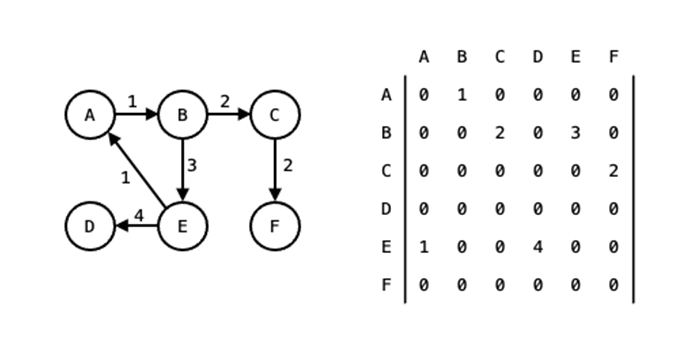 A 1 B 2 C
3 2
1
D 4 E F
A B C D E F
A 0 1 0 0 0 0
B 0 0 2 0 3 0
C 0 0 0 0 0 2
D 0 0 0 0 0 0
E 1 0 0 4 0 0
F 0 0 0 0 0 0